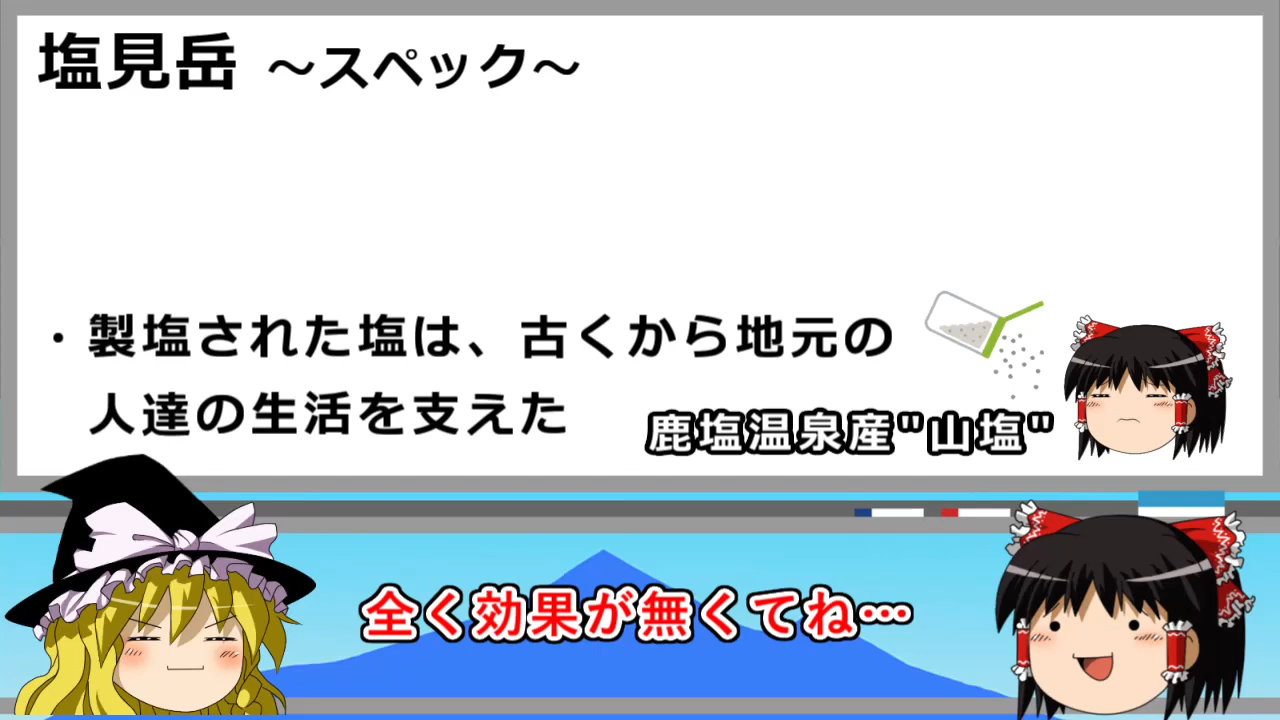 塩見岳 ～スペック～
・製塩された塩は、古くから地元の
人達の生活を支えた
鹿塩温泉産"山塩"
全く効果が無くてね…